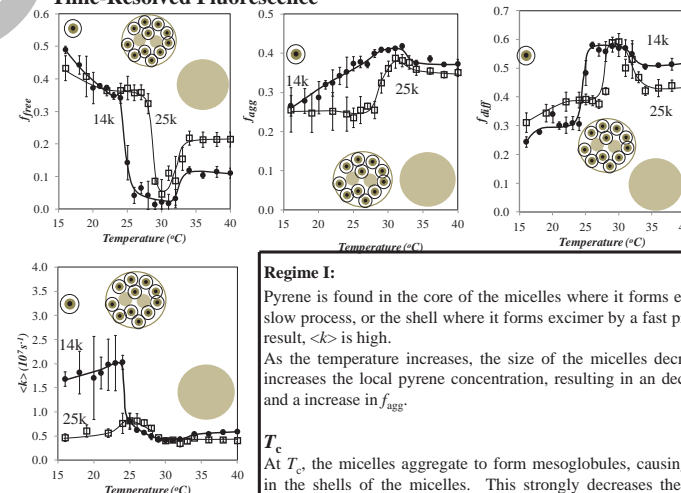 Time-Resolved Fluorescence
0.6
0.5
0.4
0.3
0.2
0.1
0.0
15 20 25 30 35 40
f_free
14k
25k
Temperature (°C)
0.5
0.4
0.3
0.2
0.1
0.0
15 20 25 30 35 40
f_agg
14k
25k
Temperature (°C)
0.7
0.6
0.5
0.4
0.3
0.2
0.1
0.0
15 20 25 30 35
f_diff
14k
25k
Temperature (°C)
4.0
3.5
3.0
2.5
2.0
1.5
1.0
0.5
0.0
15 20 25 30 35 40
<k> (10⁷s⁻¹)
14k
25k
Temperature (°C)
Regime I:
Pyrene is found in the core of the micelles where it forms
slow process, or the shell where it forms excimer by a fast
result, <k> is high.
As the temperature increases, the size of the micelles
increases the local pyrene concentration, resulting in an
and a increase in f_agg.
T_c
At T_c, the micelles aggregate to form mesoglobules, causing
in the shells of the micelles. This strongly decreases the